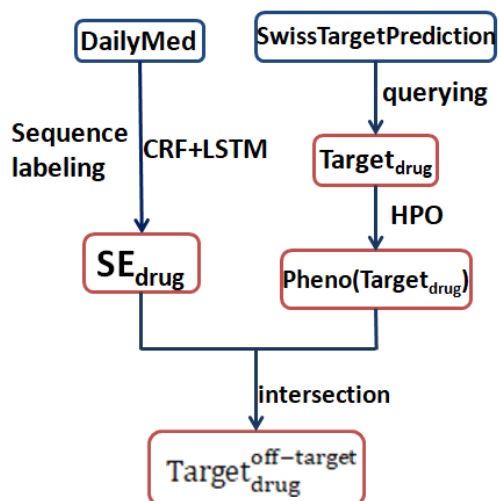 DailyMed
SwissTargetPrediction
querying
Sequence
labeling
CRF+LSTM
Target_drug
HPO
SE_drug
Pheno(Target_drug)
intersection
Target_drug^off−target